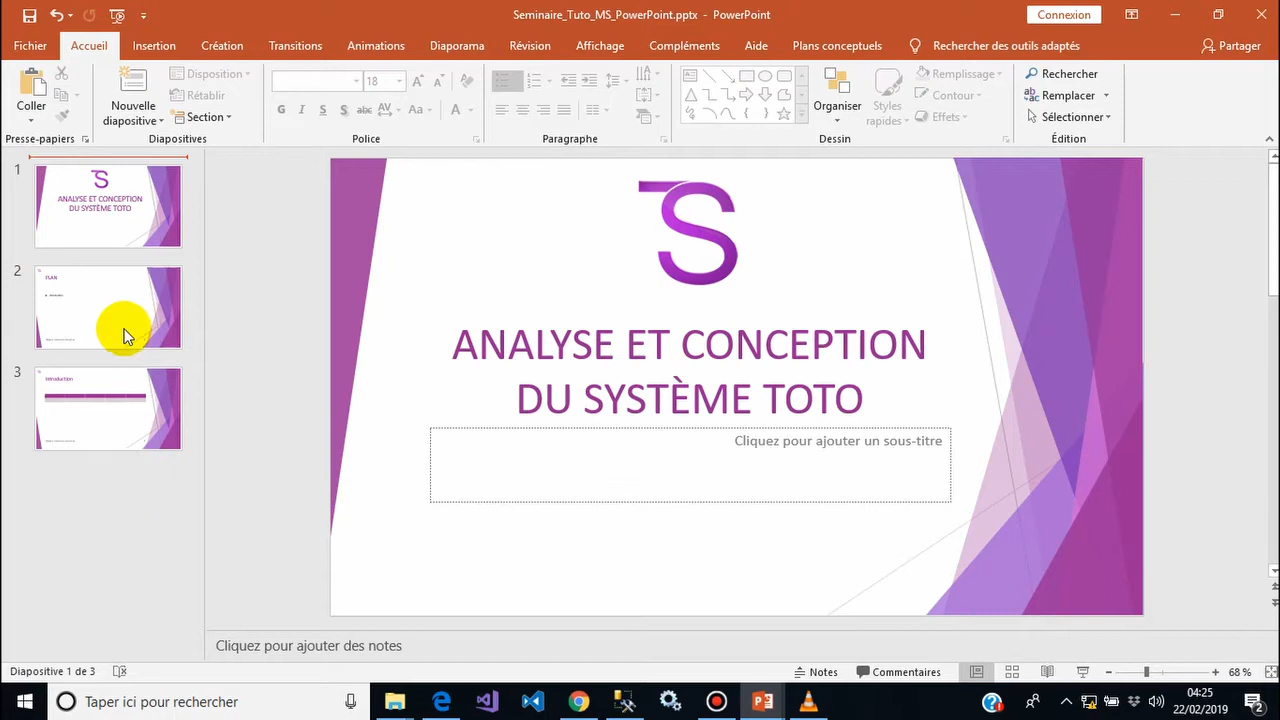 Seminaire_Tuto_MS_PowerPoint.pptx - PowerPoint
Connexion
Fichier Accueil Insertion Création Transitions Animations Diaporama Révision Affichage Compléments Aide Plans conceptuels Rechercher des outils adaptés Partager
Coller
Presse-papiers
Nouvelle
diapositive
Disposition
Rétablir
Section
Diapositives
18
G I S S abc AV Aa A
Police
Paragraphe
Organiser
Styles
rapides
Remplissage
Contour
Effets
Dessin
Rechercher
Remplacer
Sélectionner
Édition
1
S
ANALYSE ET CONCEPTION
DU SYSTÈME TOTO
2
PLAN
3
Introduction
S
ANALYSE ET CONCEPTION
DU SYSTÈME TOTO
Cliquez pour ajouter un sous-titre
Cliquez pour ajouter des notes
Diapositive 1 de 3
Notes
Commentaires
68 %
Taper ici pour rechercher
04:25
22/02/2019
2